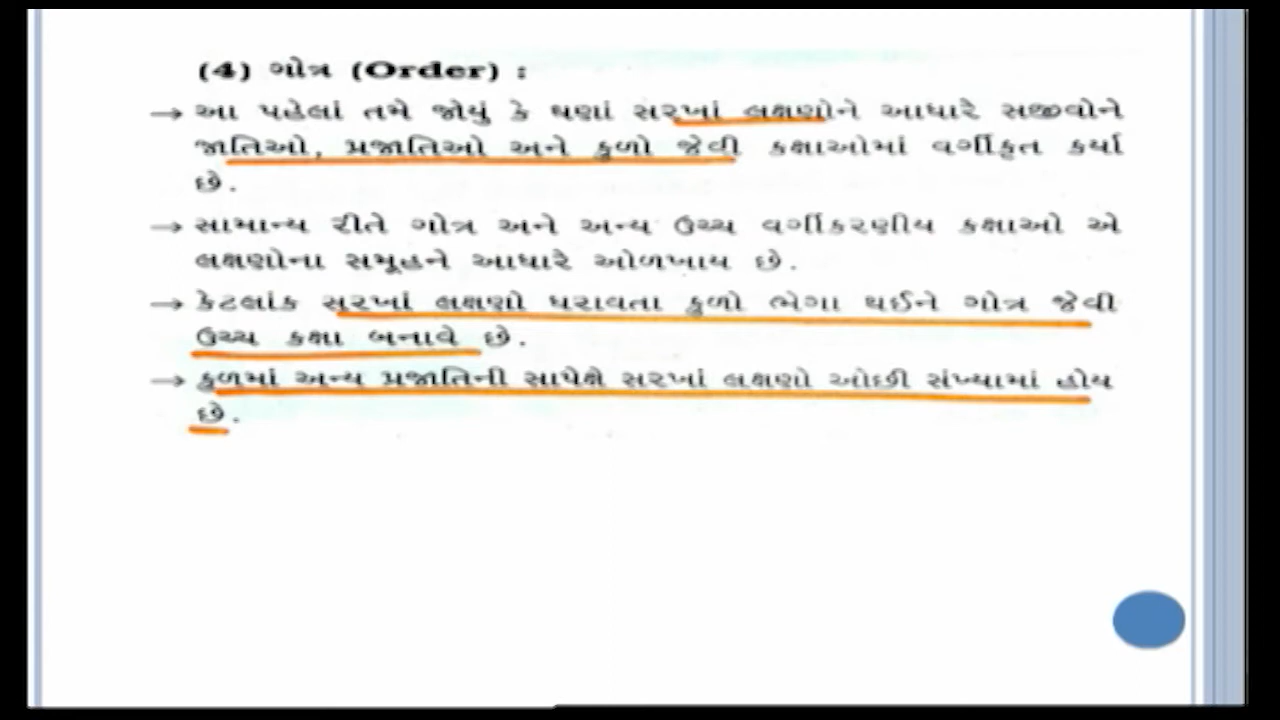 (4) ગોત્ર (Order) :
→ આ પહેલાં તમે જોયું કે ઘણાં સરખાં લક્ષણોને આધારે સજીવોને
જાતિઓ, પ્રજાતિઓ અને કુળો જેવી કક્ષાઓમાં વર્ગીકૃત કર્યા
છે.
→ સામાન્ય રીતે ગોત્ર અને અન્ય ઉચ્ચ વર્ગીકરણીય કક્ષાઓ એ
લક્ષણોના સમૂહને આધારે ઓળખાય છે.
→ કેટલાંક સરખાં લક્ષણો ધરાવતા કુળો ભેગા થઈને ગોત્ર જેવી
ઉચ્ચ કક્ષા બનાવે છે.
→ કુળમાં અન્ય પ્રજાતિની સાપેક્ષે સરખાં લક્ષણો ઓછી સંખ્યામાં હોય
છે.